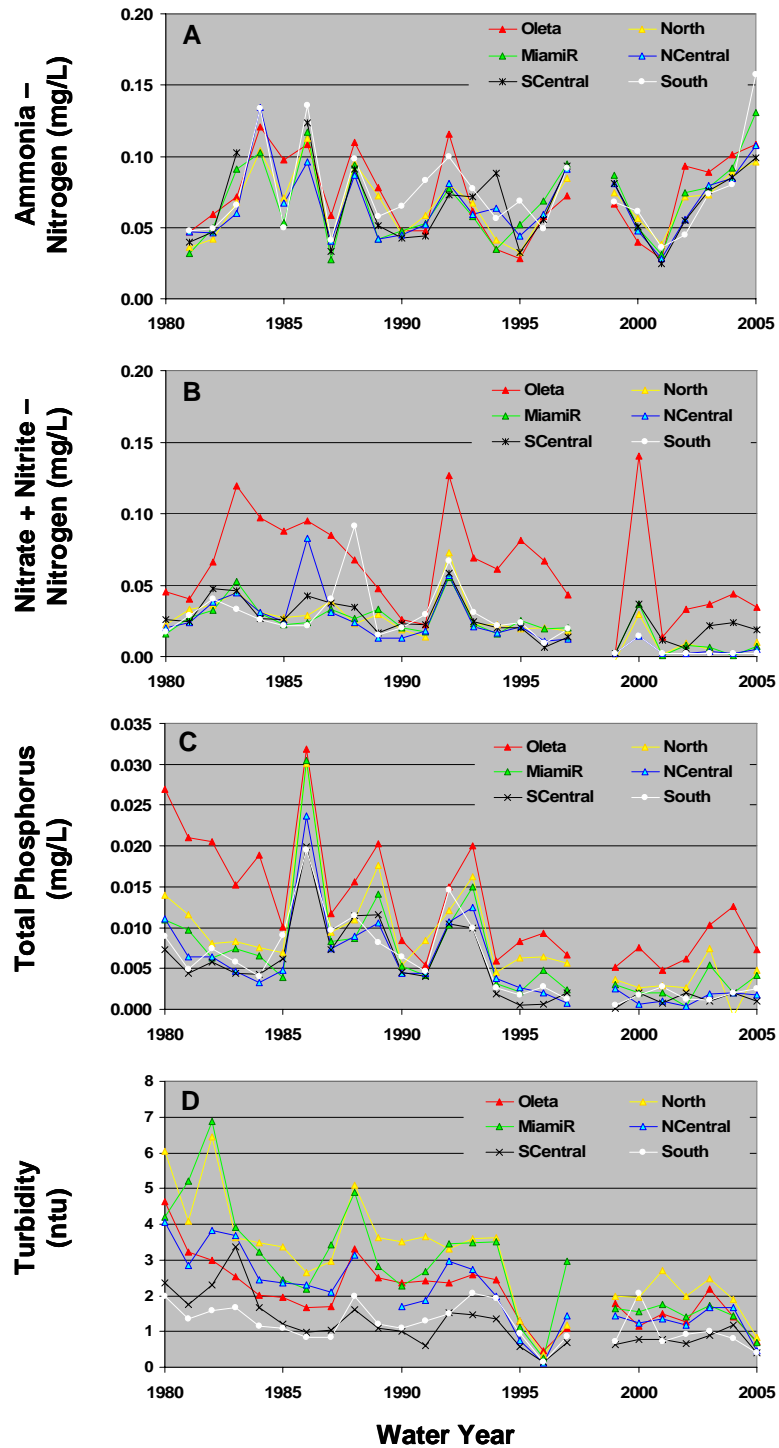 A
Oleta North
MiamiR NCentral
SCentral South
Ammonia –
Nitrogen (mg/L)
0.20
0.15
0.10
0.05
0.00
1980 1985 1990 1995 2000 2005
B
Oleta North
MiamiR NCentral
SCentral South
Nitrate + Nitrite –
Nitrogen (mg/L)
0.20
0.15
0.10
0.05
0.00
1980 1985 1990 1995 2000 2005
C
Oleta North
MiamiR NCentral
SCentral South
Total Phosphorus
(mg/L)
0.035
0.030
0.025
0.020
0.015
0.010
0.005
0.000
1980 1985 1990 1995 2000 2005
D
Oleta North
MiamiR NCentral
SCentral South
Turbidity
(ntu)
8
7
6
5
4
3
2
1
0
1980 1985 1990 1995 2000 2005
Water Year